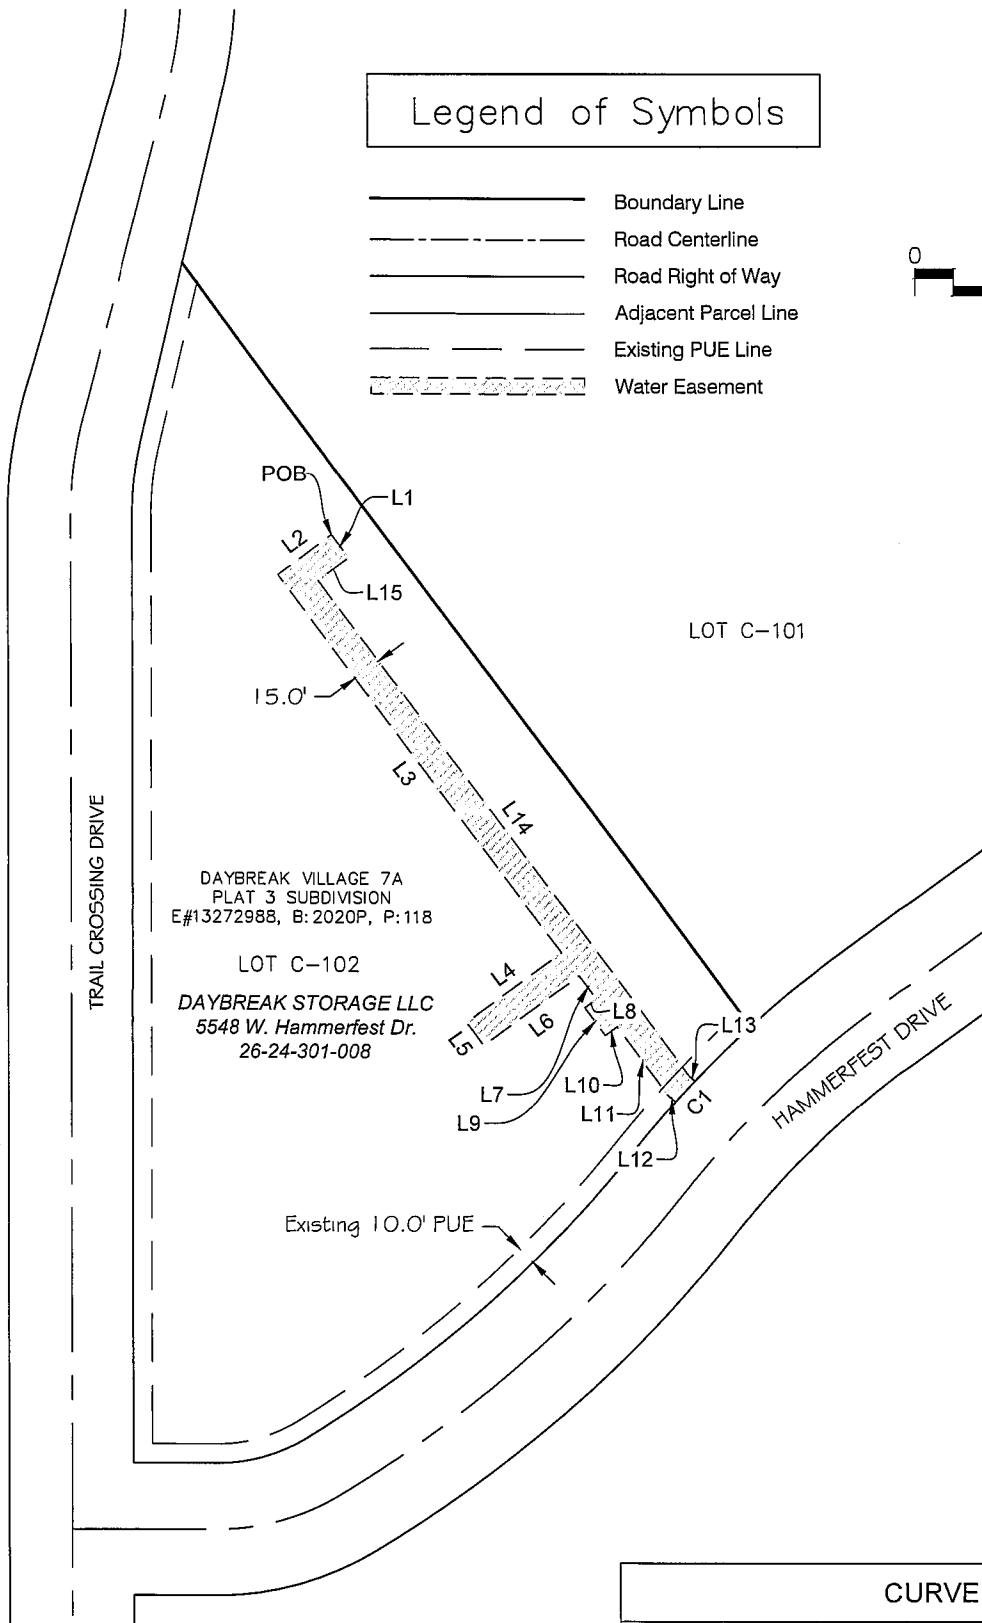 Legend of Symbols
Boundary Line
Road Centerline
Road Right of Way
Adjacent Parcel Line
Existing PUE Line
Water Easement
0
POB
L1
L2
L15
LOT C-101
15.0'
L3
L14
TRAIL CROSSING DRIVE
DAYBREAK VILLAGE 7A
PLAT 3 SUBDIVISION
E#13272988, B:2020P, P:118
LOT C-102
DAYBREAK STORAGE LLC
5548 W. Hammerfest Dr.
26-24-301-008
L4
L5
L6
L7
L8
L9
L10
L11
L12
L13
C1
HAMMERFEST DRIVE
Existing 10.0' PUE
CURVE